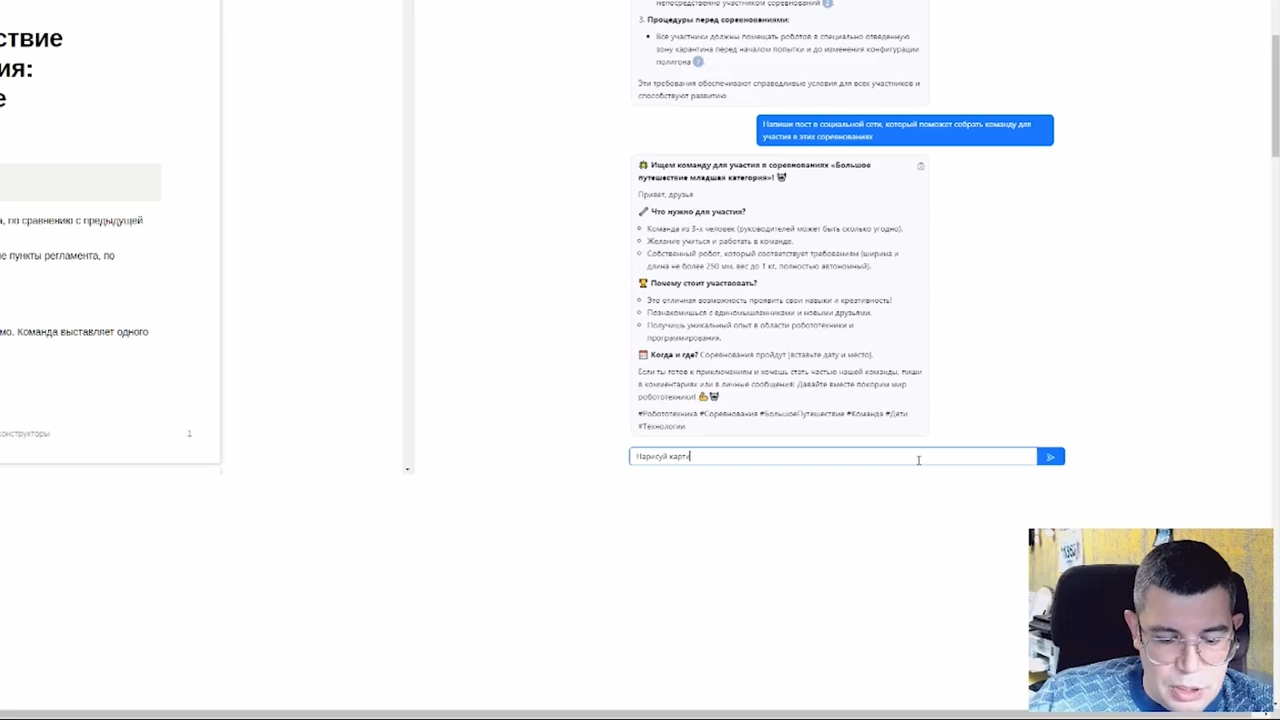 ствие
ия:
е
а, по сравнению с предыдущей
е пункты регламента, по
мо. Команда выставляет одного
конструкторы
1
непосредственно участником соревнований 2.
3. Процедуры перед соревнованиями:
Все участники должны помещать роботов в специально отведенную
зону карантина перед началом попытки и до изменения конфигурации
полигона
Эти требования обеспечивают справедливые условия для всех участников и
способствуют развитию
Напиши пост в социальной сети, который поможет собрать команду для
участия в этих соревнованиях
Ищем команду для участия в соревнованиях «Большое
путешествие младшая категория»!
Привет, друзья
Что нужно для участия?
Команда из 3-х человек (руководителей может быть сколько угодно).
Желание учиться и работать в команде.
Собственный робот, который соответствует требованиям (ширина и
длина не более 250 мм, вес до 1 кг, полностью автономный).
Почему стоит участвовать?
Это отличная возможность проявить свои навыки и креативность!
Познакомишься с единомышленниками и новыми друзьями.
Получишь уникальный опыт в области робототехники и
программирования.
Когда и где? Соревнования пройдут [вставьте дату и место].
Если ты готов к приключениям и хочешь стать частью нашей команды, пиши
в комментариях или в личные сообщения! Давайте вместе покорим мир
робототехники!
#Робототехника #Соревнования #БольшоеПутешествие #Команда #Дети
#Технологии
Нарисуй карти